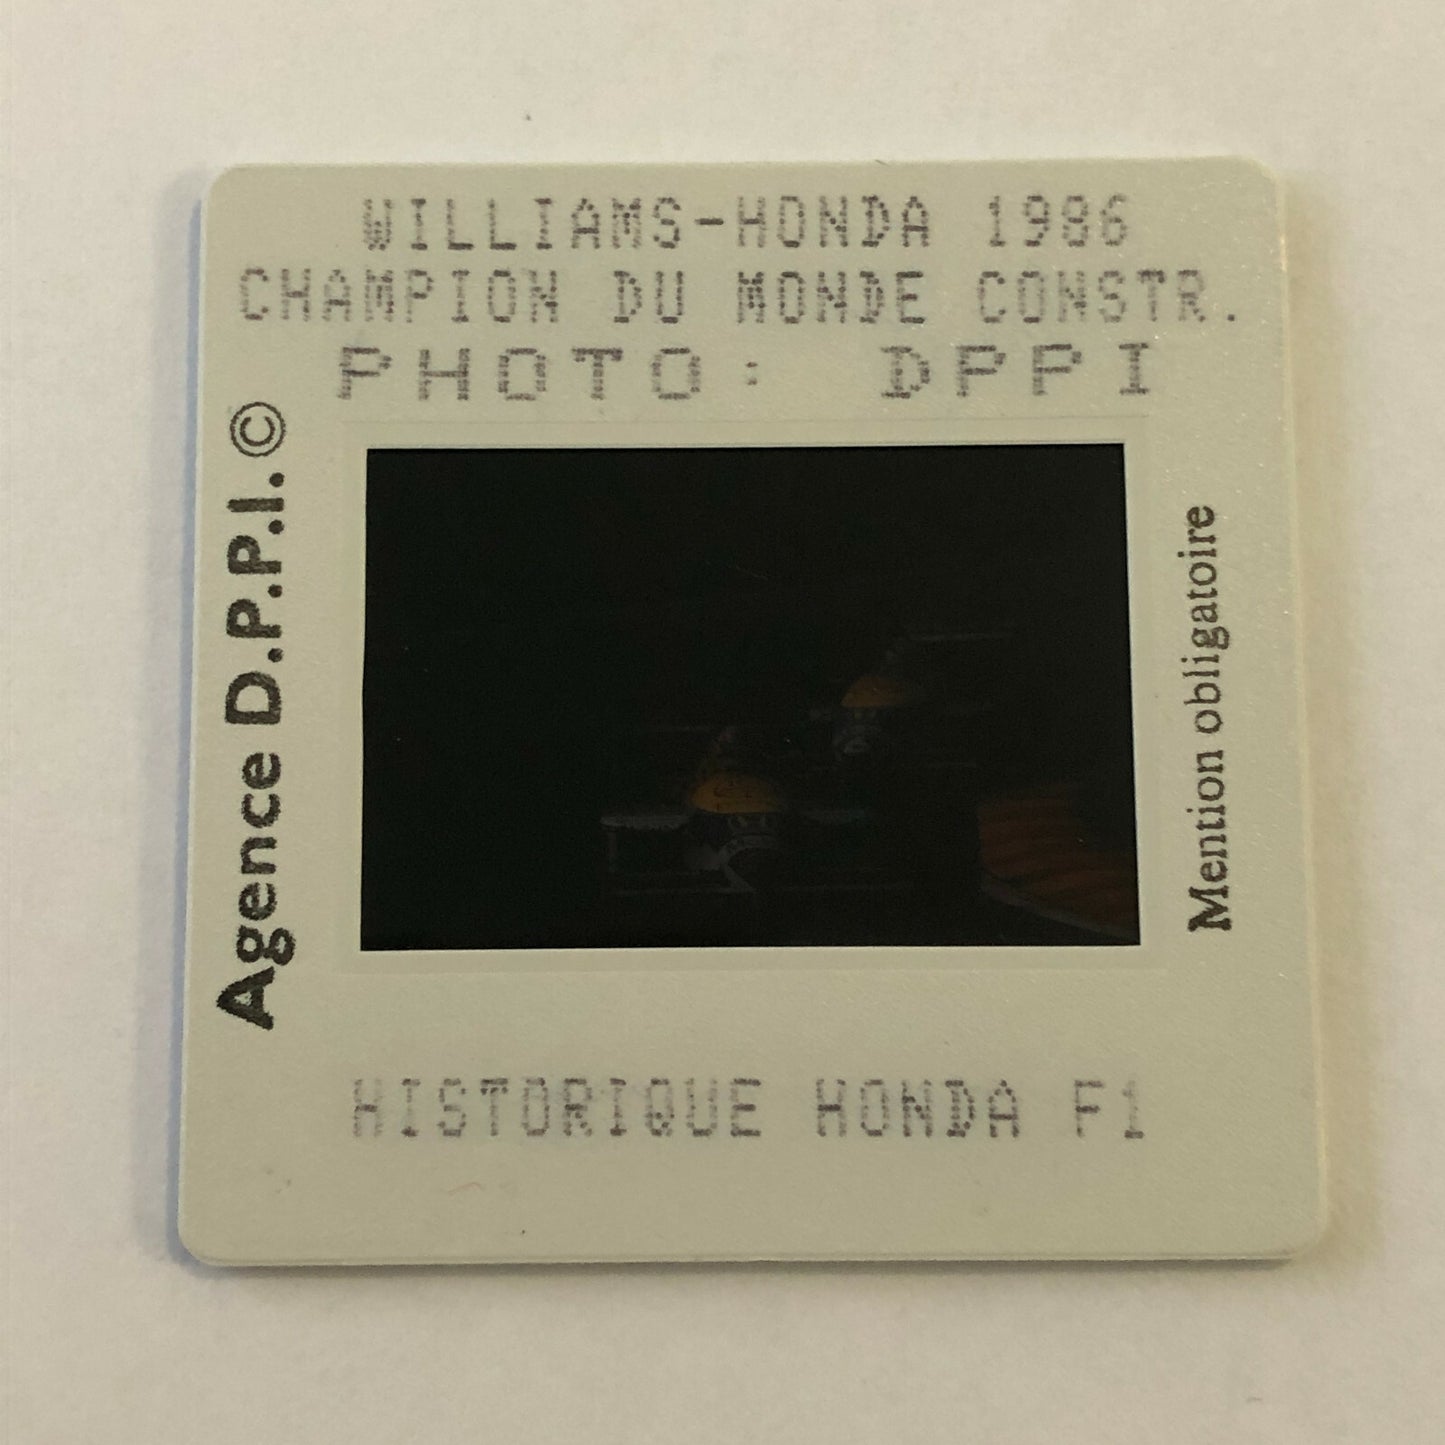 WILLIAMS-HONDA 1986
CHAMPION DU MONDE CONSTR.
PHOTO: DPPI
Agence D.P.P.I.©
Mention obligatoire
HISTORIQUE HONDA F1